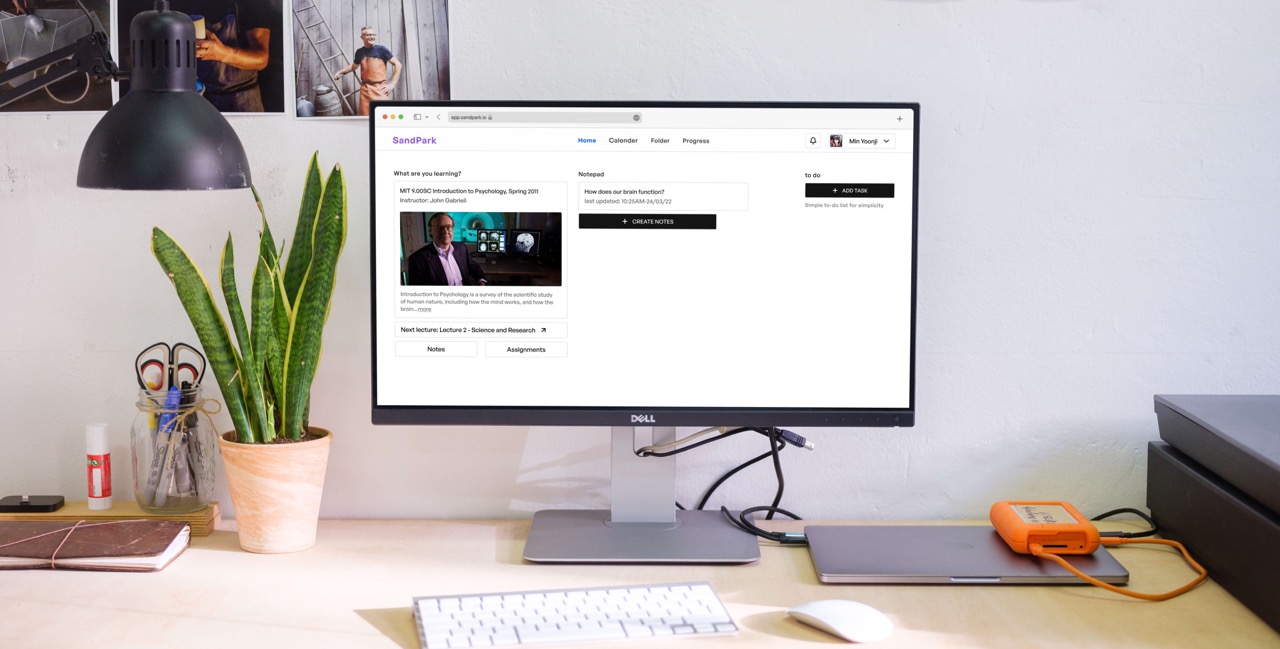 app.sandpark.io
SandPark
Home
Calender
Folder
Progress
Min Yoonji
What are you learning?
MIT 9.00SC Introduction to Psychology, Spring 2011
Instructor: John Gabrieli
Introduction to Psychology is a survey of the scientific study
of human nature, including how the mind works, and how the
brain...more
Next lecture: Lecture 2 - Science and Research
Notes
Assignments
Notepad
How does our brain function?
last updated: 10:25AM-24/03/22
+ CREATE NOTES
to do
+ ADD TASK
Simple to-do list for simplicity
DELL